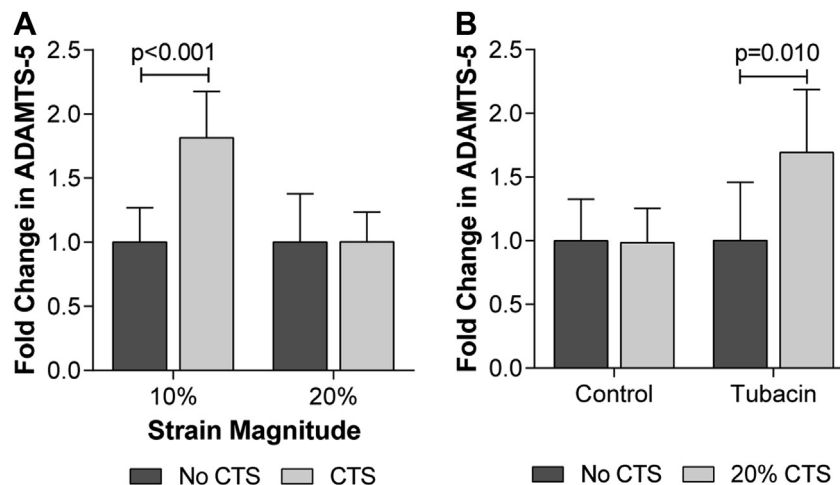 A
Fold Change in ADAMTS-5
2.5
2.0
1.5
1.0
0.5
0.0
p<0.001
10%
20%
Strain Magnitude
No CTS
CTS
B
Fold Change in ADAMTS-5
2.5
2.0
1.5
1.0
0.5
0.0
p=0.010
Control
Tubacin
No CTS
20% CTS